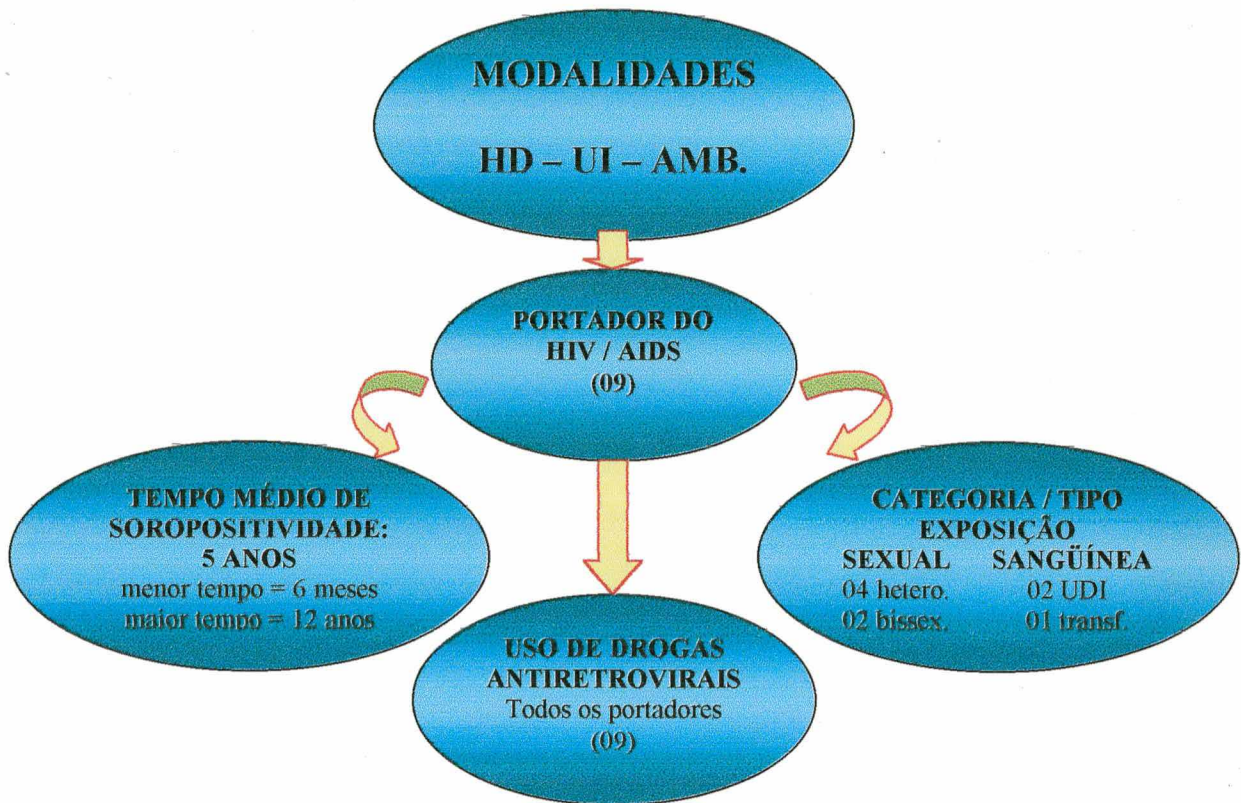 MODALIDADES
HD – UI – AMB.
PORTADOR DO
HIV / AIDS
(09)
TEMPO MÉDIO DE
SOROPOSITIVIDADE:
5 ANOS
menor tempo = 6 meses
maior tempo = 12 anos
CATEGORIA / TIPO
EXPOSIÇÃO
SEXUAL SANGÜÍNEA
04 hetero. 02 UDI
02 bissex. 01 transf.
USO DE DROGAS
ANTIRETROVIRAIS
Todos os portadores
(09)